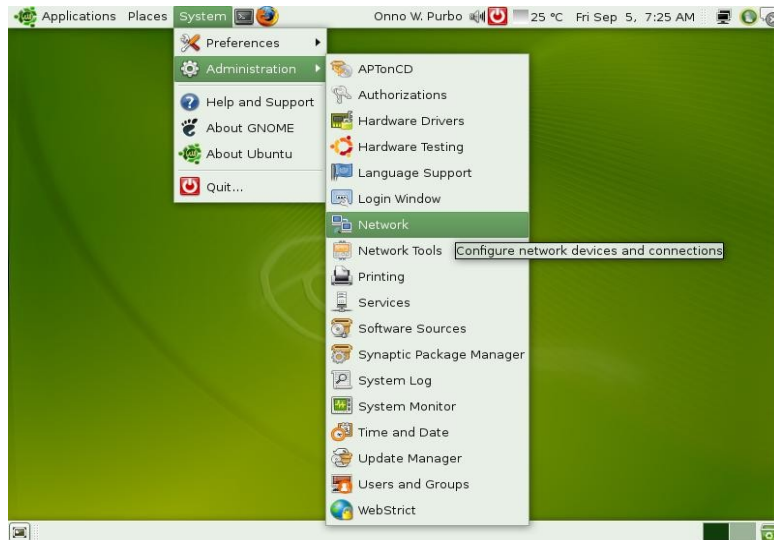 Applications Places System Onno W. Purbo 25 °C Fri Sep 5, 7:25 AM
Preferences
Administration
Help and Support
About GNOME
About Ubuntu
Quit...
APTonCD
Authorizations
Hardware Drivers
Hardware Testing
Language Support
Login Window
Network
Network Tools
Configure network devices and connections
Printing
Services
Software Sources
Synaptic Package Manager
System Log
System Monitor
Time and Date
Update Manager
Users and Groups
WebStrict